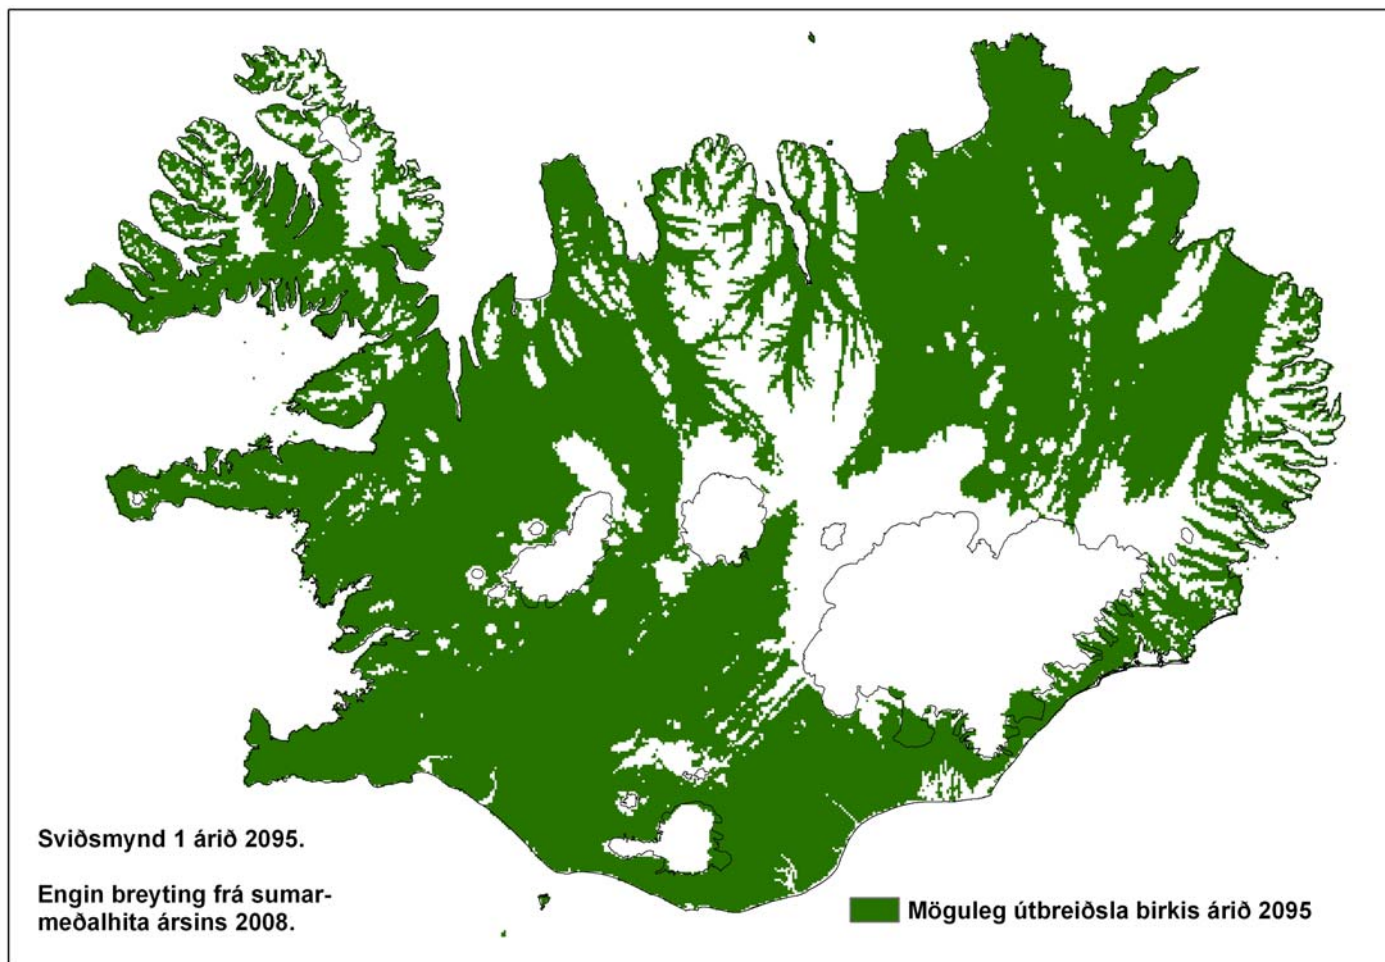 Sviðsmynd 1 árið 2095.
Engin breyting frá sumar-
meðalhita ársins 2008.
Möguleg útbreiðsla birkis árið 2095